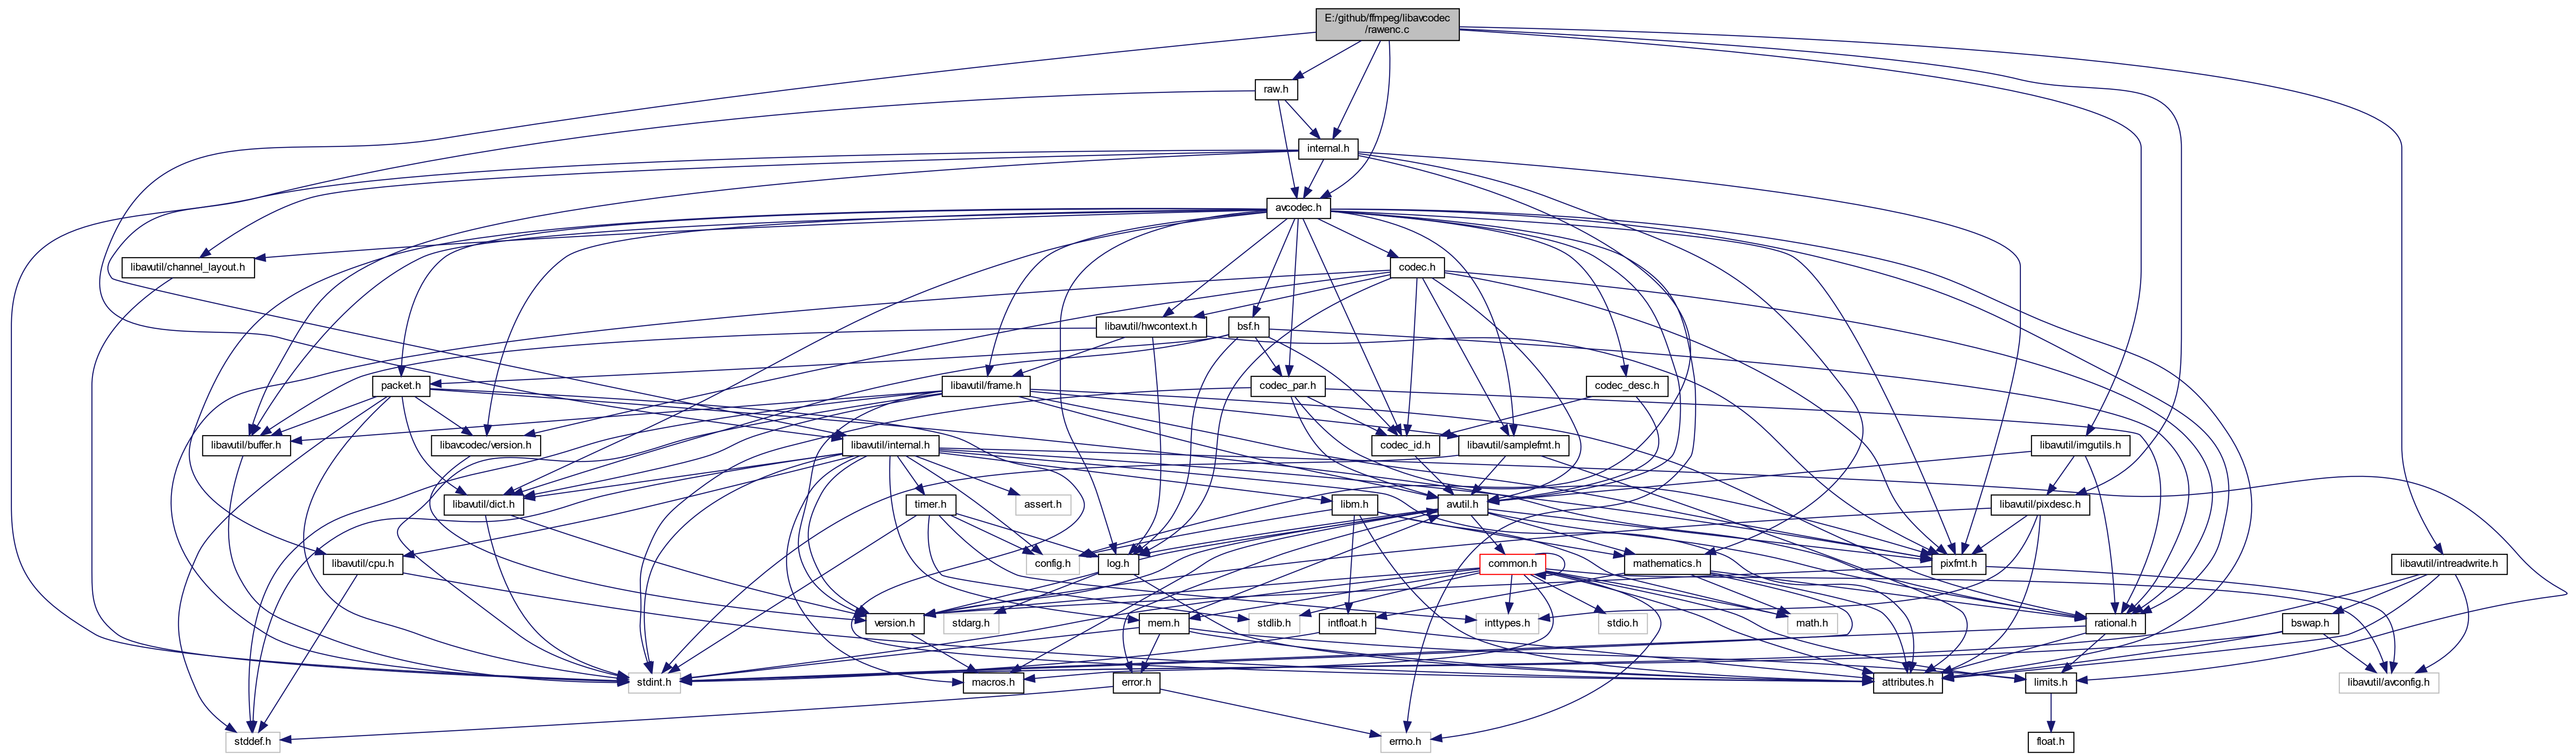 E:/github/ffmpeg/libavcodec
/rawenc.c
raw.h
internal.h
avcodec.h
libavutil/channel_layout.h
codec.h
libavutil/hwcontext.h
bsf.h
packet.h
libavutil/frame.h
codec_par.h
codec_desc.h
libavutil/buffer.h
libavcodec/version.h
libavutil/internal.h
codec_id.h
libavutil/samplefmt.h
libavutil/imgutils.h
libavutil/dict.h
timer.h
assert.h
libm.h
avutil.h
libavutil/pixdesc.h
libavutil/cpu.h
config.h
log.h
common.h
mathematics.h
pixfmt.h
libavutil/intreadwrite.h
version.h
stdarg.h
mem.h
stdlib.h
intfloat.h
inttypes.h
stdio.h
math.h
rational.h
bswap.h
stdint.h
macros.h
error.h
attributes.h
limits.h
libavutil/avconfig.h
stddef.h
errno.h
float.h